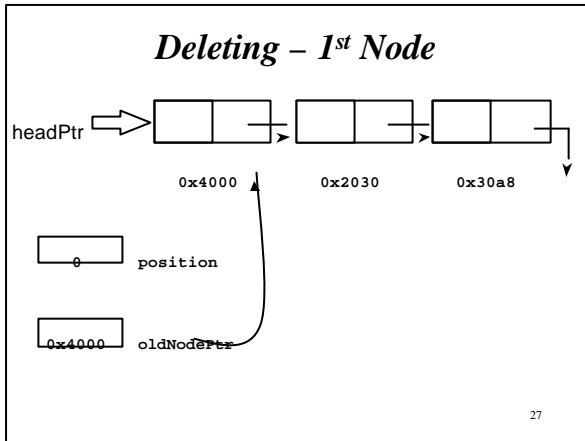 Deleting – 1st Node
headPtr
0x4000 0x2030 0x30a8
0 position
0x4000 oldNodePtr
27